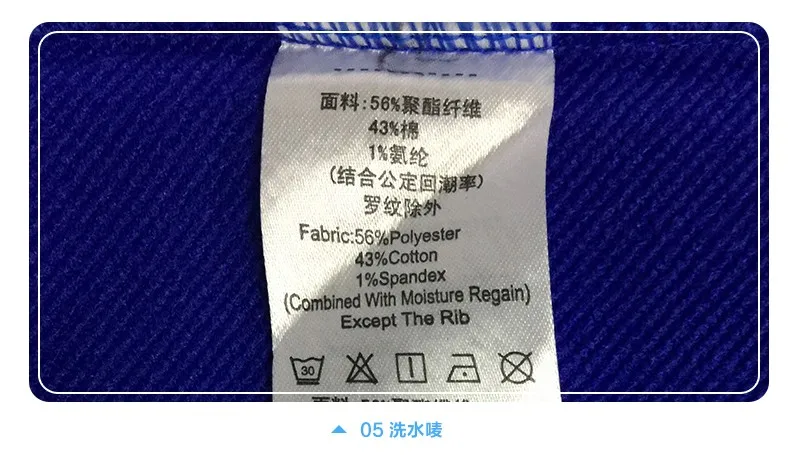 面料:56%聚酯纤维
43%棉
1%氨纶
(结合公定回潮率)
罗纹除外
Fabric:56%Polyester
43%Cotton
1%Spandex
(Combined With Moisture Regain)
Except The Rib
30
05 洗水唛